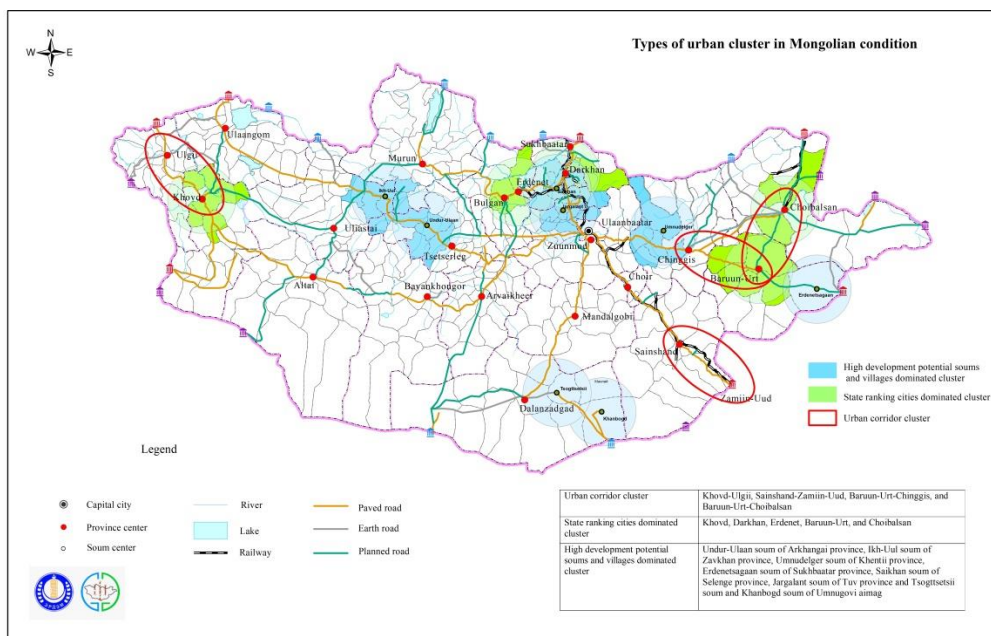 N
W E
S
Types of urban cluster in Mongolian condition
Ulaangom
Ulgii
Khovd
Murun
Sukhbaatar
Darkhan
Erdenet
Bulgan
Ikh-Uul
Undur-Ulaan
Uliastai
Tsetserleg
Ulaanbaatar
Zuunmod
Umnudelger
Chinggis
Choibalsan
Baruun-Urt
Erdenetsagaan
Altai
Bayankhongor
Arvaikheer
Choir
Mandalgobi
Sainshand
Zamiin-Uud
Dalanzadgad
Tsogttsetsii
Khanbogd
High development potential soums
and villages dominated cluster
State ranking cities dominated cluster
Urban corridor cluster
Legend
Capital city
Province center
Soum center
River
Lake
Railway
Paved road
Earth road
Planned road
Urban corridor cluster
Khovd-Ulgii, Sainshand-Zamiin-Uud, Baruun-Urt-Chinggis, and
Baruun-Urt-Choibalsan
State ranking cities dominated
cluster
Khovd, Darkhan, Erdenet, Baruun-Urt, and Choibalsan
High development potential
soums and villages dominated
cluster
Undur-Ulaan soum of Arkhangai province, Ikh-Uul soum of
Zavkhan province, Umnudelger soum of Khentii province,
Erdenetsagaan soum of Sukhbaatar province, Saikhan soum of
Selenge province, Jargalant soum of Tuv province and Tsogttsetsii
soum and Khanbogd soum of Umnugovi aimag